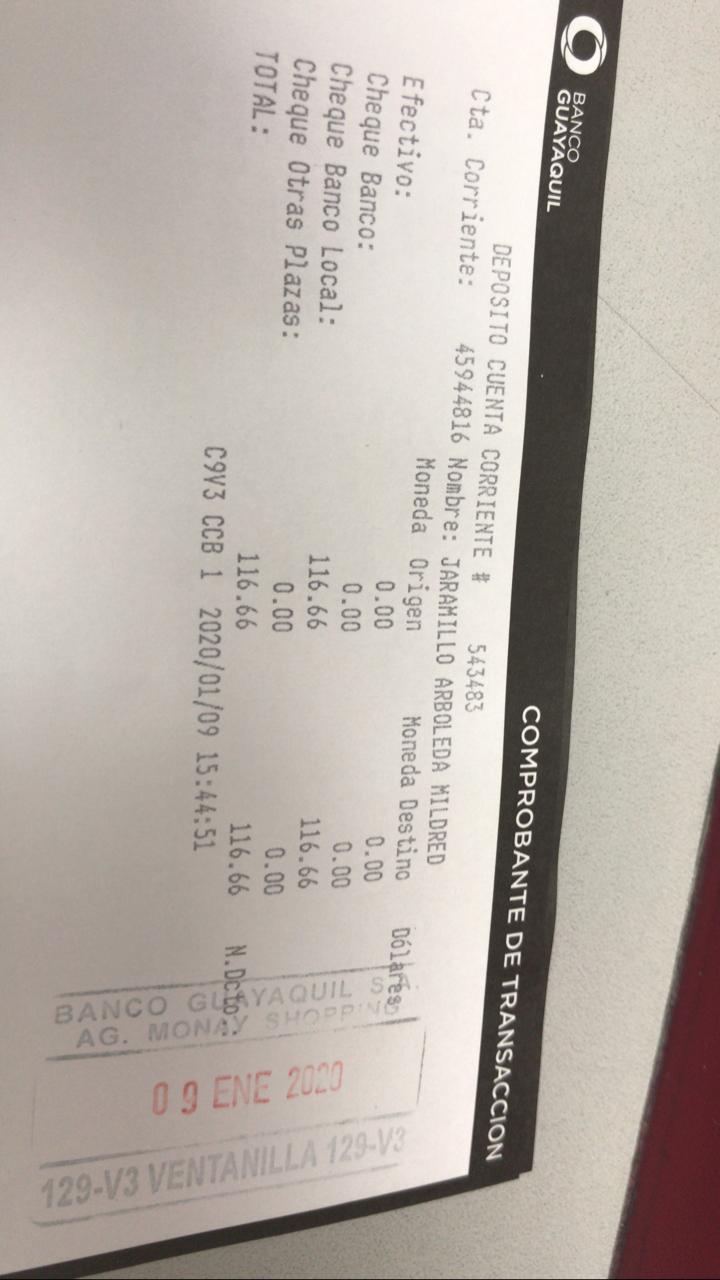 BANCO
GUAYAQUIL
COMPROBANTE DE TRANSACCION
DEPOSITO CUENTA CORRIENTE # 543483
Cta. Corriente: 45944816 Nombre: JARAMILLO ARBOLEDA MILDRED
Moneda Origen Moneda Destino Dólares
Efectivo: 0.00 0.00
Cheque Banco: 0.00 0.00
Cheque Banco Local: 116.66 116.66
Cheque Otras Plazas: 0.00 0.00
TOTAL: 116.66 116.66 N.Dcto.:
C9V3 CCB 1 2020/01/09 15:44:51
BANCO GUAYAQUIL S
AG. MONAY SHOPPING
09 ENE 2020
129-V3 VENTANILLA 129-V3